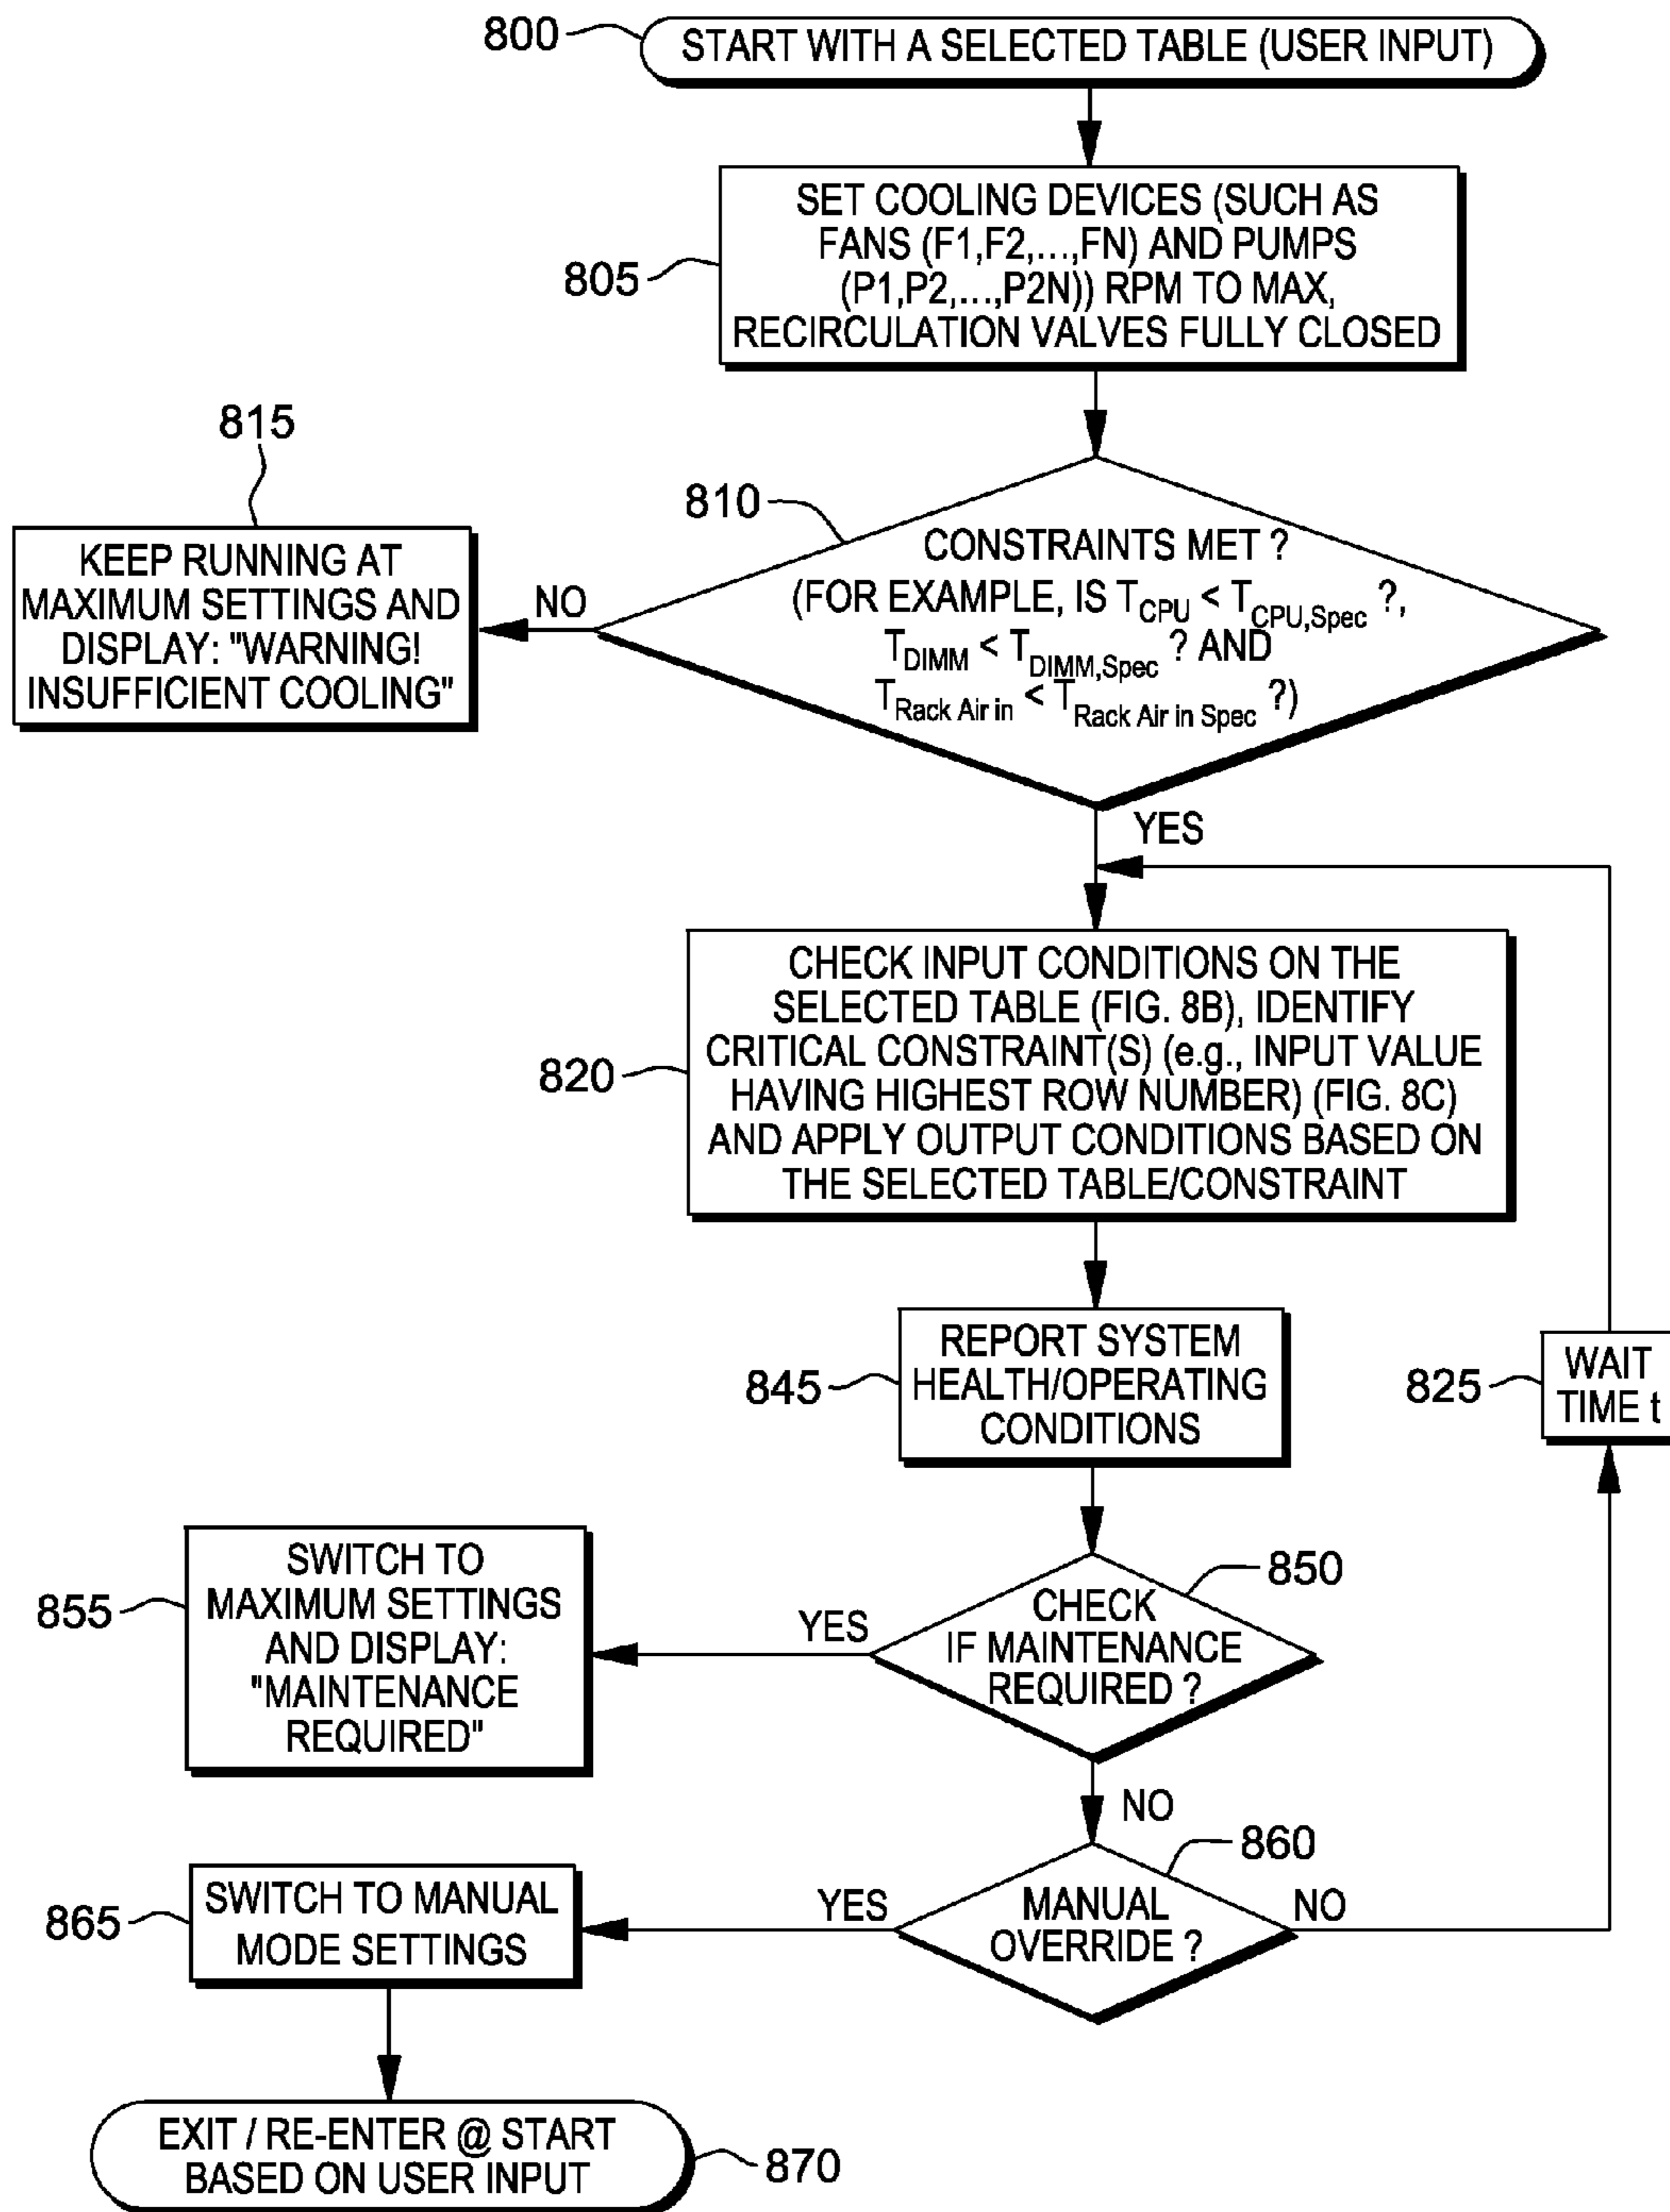 800
START WITH A SELECTED TABLE (USER INPUT)
805
SET COOLING DEVICES (SUCH AS
FANS (F1,F2,...,FN) AND PUMPS
(P1,P2,...,P2N)) RPM TO MAX,
RECIRCULATION VALVES FULLY CLOSED
810
CONSTRAINTS MET ?
(FOR EXAMPLE, IS T CPU < T CPU,Spec ?,
T DIMM < T DIMM,Spec ? AND
T Rack Air in < T Rack Air in Spec ?)
NO
815
KEEP RUNNING AT
MAXIMUM SETTINGS AND
DISPLAY: "WARNING!
INSUFFICIENT COOLING"
YES
820
CHECK INPUT CONDITIONS ON THE
SELECTED TABLE (FIG. 8B), IDENTIFY
CRITICAL CONSTRAINT(S) (e.g., INPUT VALUE
HAVING HIGHEST ROW NUMBER) (FIG. 8C)
AND APPLY OUTPUT CONDITIONS BASED ON
THE SELECTED TABLE/CONSTRAINT
845
REPORT SYSTEM
HEALTH/OPERATING
CONDITIONS
825
WAIT
TIME t
850
CHECK
IF MAINTENANCE
REQUIRED ?
YES
855
SWITCH TO
MAXIMUM SETTINGS
AND DISPLAY:
"MAINTENANCE
REQUIRED"
NO
860
MANUAL
OVERRIDE ?
NO
YES
865
SWITCH TO MANUAL
MODE SETTINGS
EXIT / RE-ENTER @ START
BASED ON USER INPUT
870